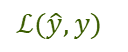 ℒ(ŷ, y)